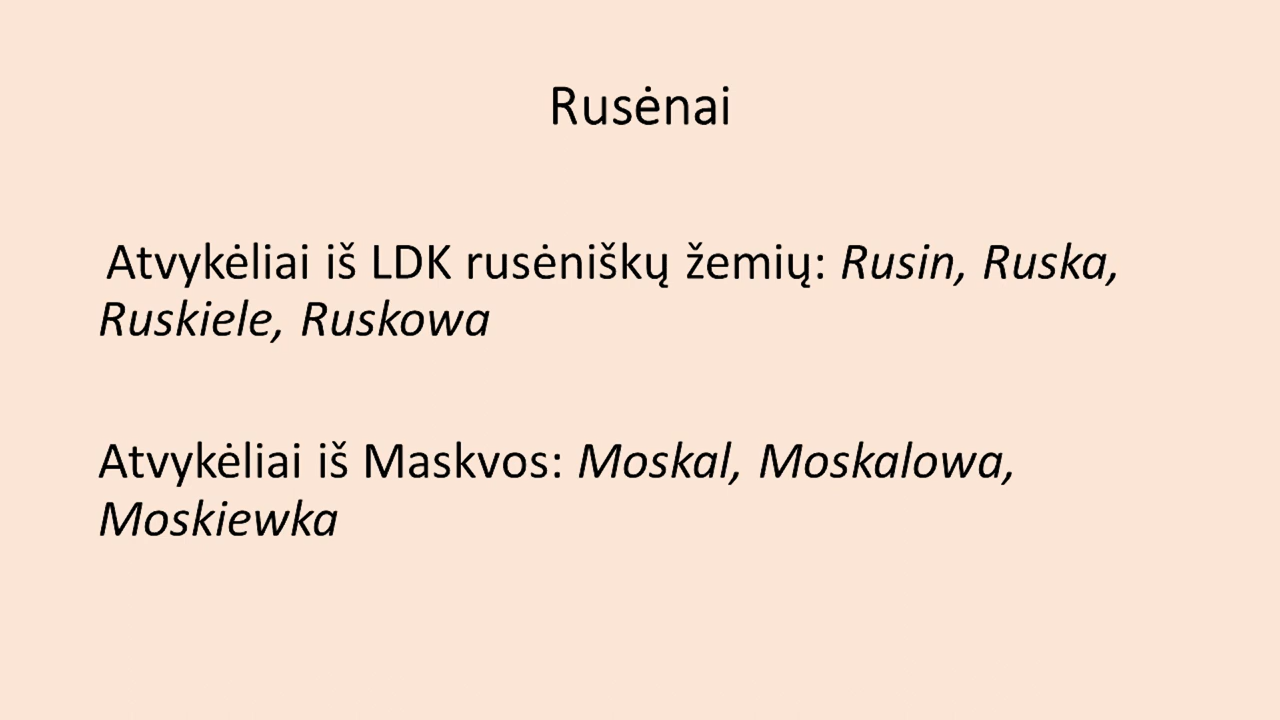 Rusėnai
Atvykėliai iš LDK rusėniškų žemių: Rusin, Ruska,
Ruskiele, Ruskowa
Atvykėliai iš Maskvos: Moskal, Moskalowa,
Moskiewka